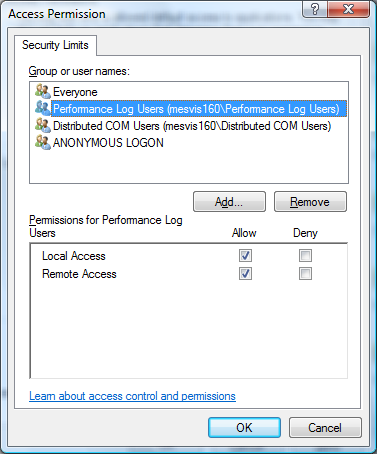 Access Permission
Security Limits
Group or user names:
Everyone
Performance Log Users (mesvis160\Performance Log Users)
Distributed COM Users (mesvis160\Distributed COM Users)
ANONYMOUS LOGON
Add...
Remove
Permissions for Performance Log
Users
Allow
Deny
Local Access
Remote Access
Learn about access control and permissions
OK
Cancel